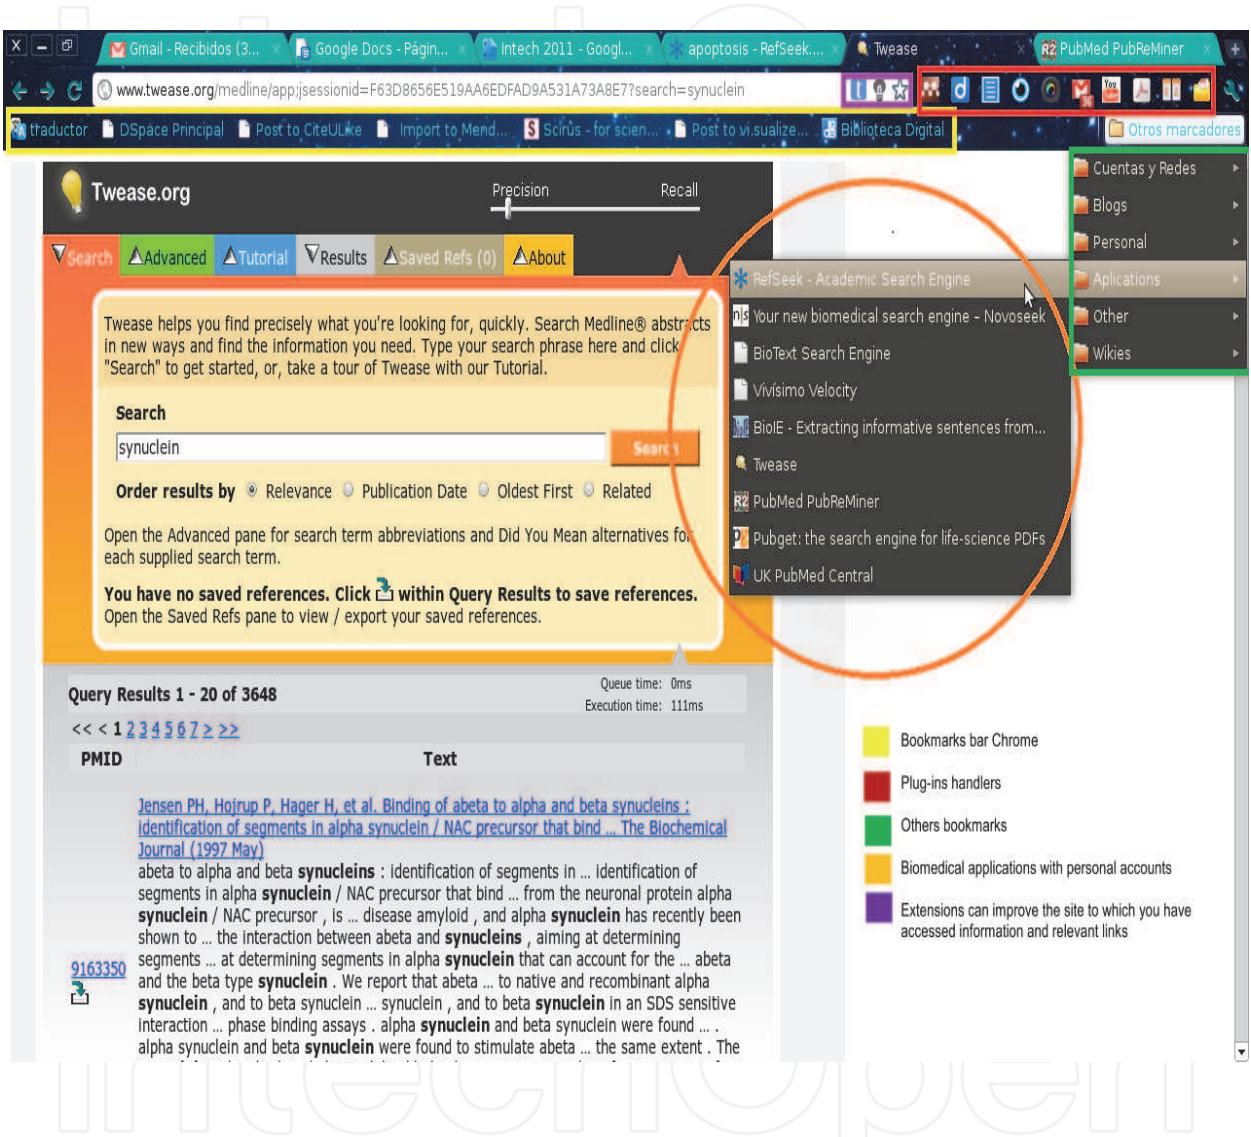 Gmail - Recibidos (3...
Google Docs - Págin...
Intech 2011 - Googl...
apoptosis - RefSeek....
Twease
PubMed PubReMiner
www.twease.org/medline/app;jsessionid=F63D8656E519AA6EDFAD9A531A73A8E7?search=synuclein
traductor
DSpace Principal
Post to CiteULike
Import to Mend...
Scirus - for scien...
Post to vi.sualize...
Biblioteca Digital
Otros marcadores
Cuentas y Redes
Blogs
Personal
Aplications
Other
Wikies
RefSeek - Academic Search Engine
Your new biomedical search engine – Novoseek
BioText Search Engine
Vivísimo Velocity
BioIE - Extracting informative sentences from...
Twease
PubMed PubReMiner
Pubget: the search engine for life-science PDFs
UK PubMed Central
Twease.org
Precision
Recall
Search
Advanced
Tutorial
Results
Saved Refs (0)
About
Twease helps you find precisely what you're looking for, quickly. Search Medline® abstracts
in new ways and find the information you need. Type your search phrase here and click
"Search" to get started, or, take a tour of Twease with our Tutorial.
Search
synuclein
Search
Order results by Relevance Publication Date Oldest First Related
Open the Advanced pane for search term abbreviations and Did You Mean alternatives for
each supplied search term.
You have no saved references. Click within Query Results to save references.
Open the Saved Refs pane to view / export your saved references.
Query Results 1 - 20 of 3648
Queue time: 0ms
Execution time: 111ms
<< < 1 2 3 4 5 6 7 > >>
PMID
Text
Jensen PH, Hojrup P, Hager H, et al. Binding of abeta to alpha and beta synucleins :
identification of segments in alpha synuclein / NAC precursor that bind ... The Biochemical
Journal (1997 May)
abeta to alpha and beta synucleins : identification of segments in ... identification of
segments in alpha synuclein / NAC precursor that bind ... from the neuronal protein alpha
synuclein / NAC precursor , is ... disease amyloid , and alpha synuclein has recently been
shown to ... the interaction between abeta and synucleins , aiming at determining
segments ... at determining segments in alpha synuclein that can account for the ... abeta
9163350
and the beta type synuclein . We report that abeta ... to native and recombinant alpha
synuclein , and to beta synuclein ... synuclein , and to beta synuclein in an SDS sensitive
interaction ... phase binding assays . alpha synuclein and beta synuclein were found ... .
alpha synuclein and beta synuclein were found to stimulate abeta ... the same extent . The
Bookmarks bar Chrome
Plug-ins handlers
Others bookmarks
Biomedical applications with personal accounts
Extensions can improve the site to which you have
accessed information and relevant links
IntechOpen